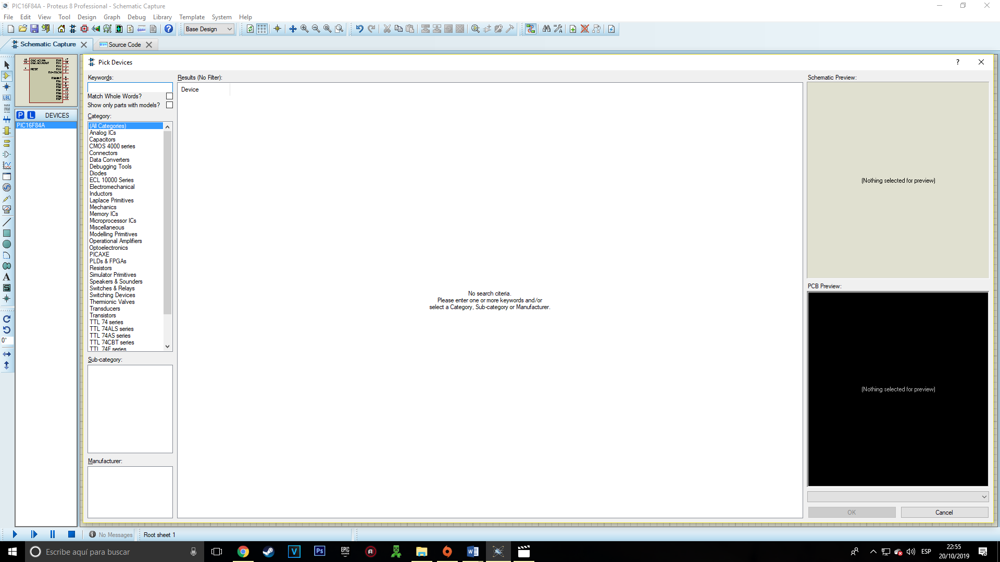 PIC16F84A - Proteus 8 Professional - Schematic Capture
File Edit View Tool Design Graph Debug Library Template System Help
Base Design
Schematic Capture
Source Code
Pick Devices
?
Keywords:
Match Whole Words?
Show only parts with models?
Category:
(All Categories)
Analog ICs
Capacitors
CMOS 4000 series
Connectors
Data Converters
Debugging Tools
Diodes
ECL 10000 Series
Electromechanical
Inductors
Laplace Primitives
Mechanics
Memory ICs
Microprocessor ICs
Miscellaneous
Modelling Primitives
Operational Amplifiers
Optoelectronics
PICAXE
PLDs & FPGAs
Resistors
Simulator Primitives
Speakers & Sounders
Switches & Relays
Switching Devices
Thermionic Valves
Transducers
Transistors
TTL 74 series
TTL 74ALS series
TTL 74AS series
TTL 74CBT series
TTL 74F series
Sub-category:
Manufacturer:
Results (No Filter):
Device
No search citeria.
Please enter one or more keywords and/or
select a Category, Sub-category or Manufacturer.
Schematic Preview:
(Nothing selected for preview)
PCB Preview:
(Nothing selected for preview)
OK
Cancel
P L DEVICES
PIC16F84A
LBL
A
S
0°
No Messages
Root sheet 1
Escribe aquí para buscar
V
Ps
EPIC
GAMES
W
ESP
22:55
20/10/2019